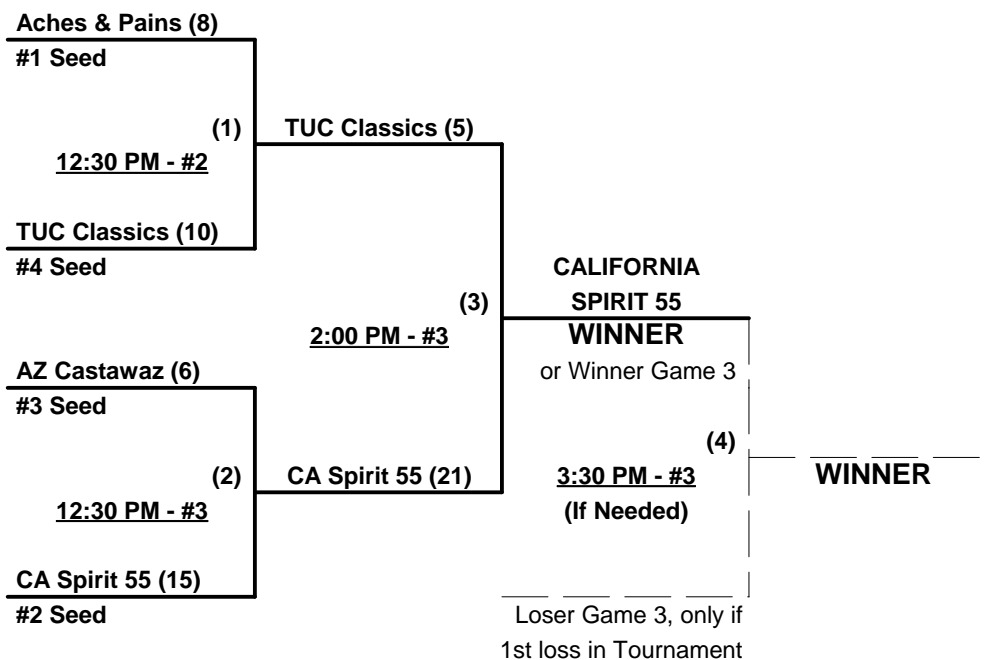 Aches & Pains (8)
#1 Seed
(1)
TUC Classics (5)
12:30 PM - #2
TUC Classics (10)
#4 Seed
CALIFORNIA
SPIRIT 55
(3)
2:00 PM - #3
WINNER
or Winner Game 3
AZ Castawaz (6)
#3 Seed
(4)
(2)
CA Spirit 55 (21)
3:30 PM - #3
WINNER
12:30 PM - #3
(If Needed)
CA Spirit 55 (15)
#2 Seed
Loser Game 3, only if
1st loss in Tournament